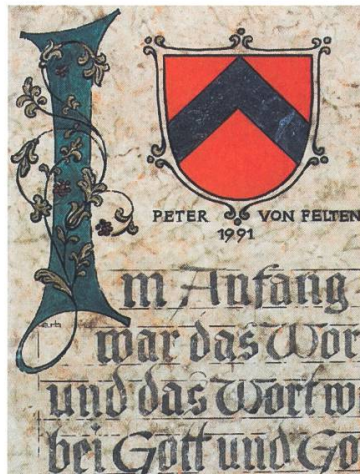 PETER VON FELTEN
1991
Im Anfang
war das Wor
und das Wort w
bei Gott und Go